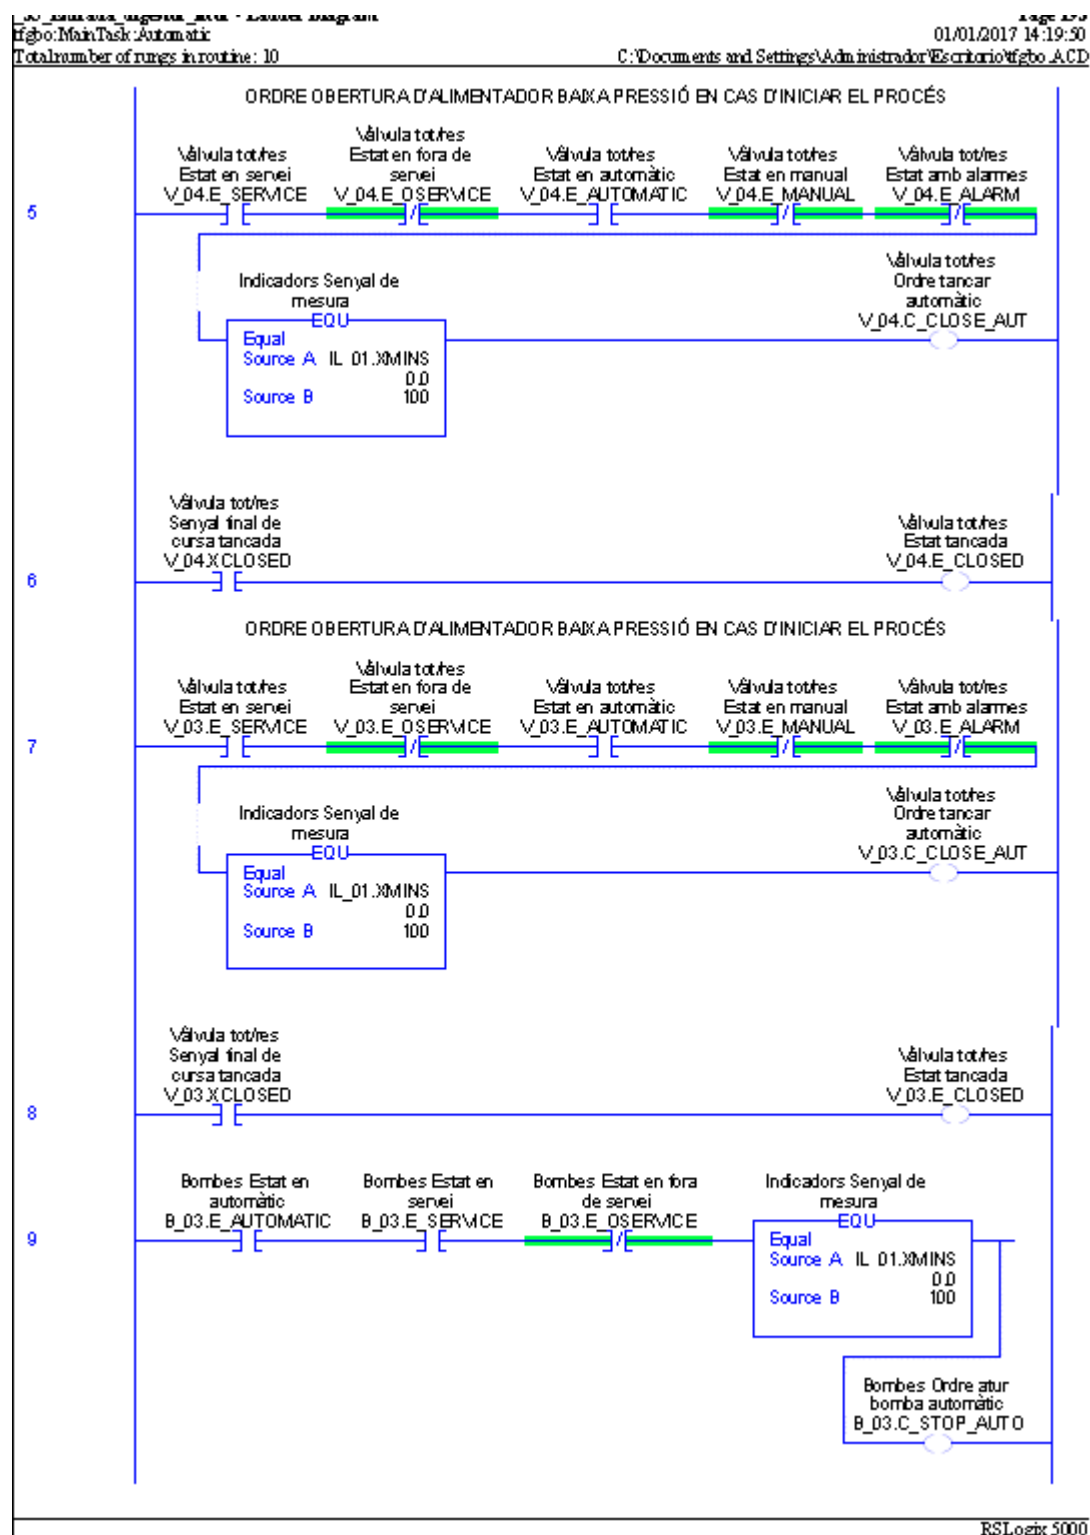 tfgbo:MainTask:Automatic
01/01/2017 14:19:50
Total number of rungs in routine: 10
C:\Documents and Settings\Administrador\Escritorio\tfgbo.ACD
ORDRE OBERTURA D'ALIMENTADOR BAIXA PRESSIÓ EN CAS D'INICIAR EL PROCÉS
Vàlvula tot/res
Estat en servei
V_04.E_SERVICE
Vàlvula tot/res
Estat en fora de
servei
V_04.E_OSERVICE
Vàlvula tot/res
Estat en automàtic
V_04.E_AUTOMATIC
Vàlvula tot/res
Estat en manual
V_04.E_MANUAL
Vàlvula tot/res
Estat amb alarmes
V_04.E_ALARM
5
Indicadors Senyal de
mesura
EQU
Equal
Source A IL_01.XMINS
0.0
Source B 100
Vàlvula tot/res
Ordre tancar
automàtic
V_04.C_CLOSE_AUT
Vàlvula tot/res
Senyal final de
cursa tancada
V_04.XCLOSED
Vàlvula tot/res
Estat tancada
V_04.E_CLOSED
6
ORDRE OBERTURA D'ALIMENTADOR BAIXA PRESSIÓ EN CAS D'INICIAR EL PROCÉS
Vàlvula tot/res
Estat en servei
V_03.E_SERVICE
Vàlvula tot/res
Estat en fora de
servei
V_03.E_OSERVICE
Vàlvula tot/res
Estat en automàtic
V_03.E_AUTOMATIC
Vàlvula tot/res
Estat en manual
V_03.E_MANUAL
Vàlvula tot/res
Estat amb alarmes
V_03.E_ALARM
7
Indicadors Senyal de
mesura
EQU
Equal
Source A IL_01.XMINS
0.0
Source B 100
Vàlvula tot/res
Ordre tancar
automàtic
V_03.C_CLOSE_AUT
Vàlvula tot/res
Senyal final de
cursa tancada
V_03.XCLOSED
Vàlvula tot/res
Estat tancada
V_03.E_CLOSED
8
Bombes Estat en
automàtic
B_03.E_AUTOMATIC
Bombes Estat en
servei
B_03.E_SERVICE
Bombes Estat en fora
de servei
B_03.E_OSERVICE
Indicadors Senyal de
mesura
EQU
9
Equal
Source A IL_01.XMINS
0.0
Source B 100
Bombes Ordre atur
bomba automàtic
B_03.C_STOP_AUTO
RSLogix 5000